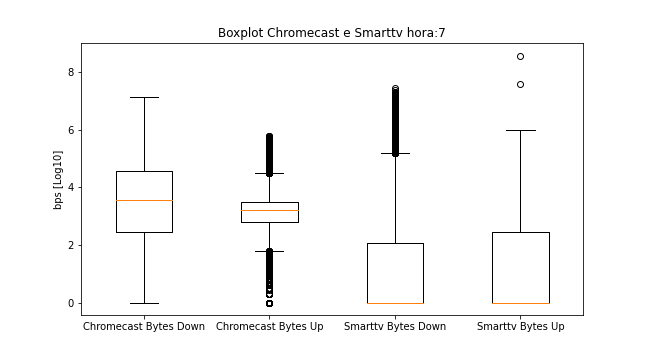 Boxplot Chromecast e Smarttv hora:7
bps [Log10]
8
6
4
2
0
Chromecast Bytes Down Chromecast Bytes Up Smarttv Bytes Down Smarttv Bytes Up